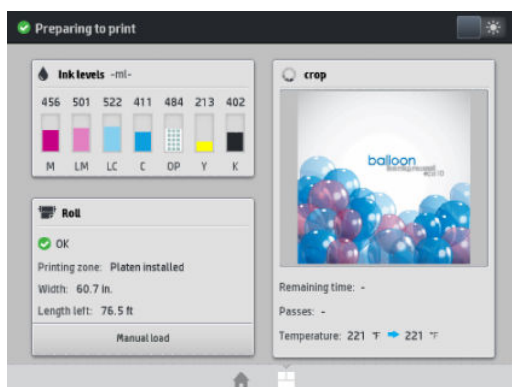 Preparing to print
Ink levels -ml-
456 501 522 411 484 213 402
M LM LC C OP Y K
Roll
OK
Printing zone: Platen installed
Width: 60.7 in.
Length left: 76.5 ft
Manual load
crop
balloon
Remaining time: -
Passes: -
Temperature: 221 °F 221 °F